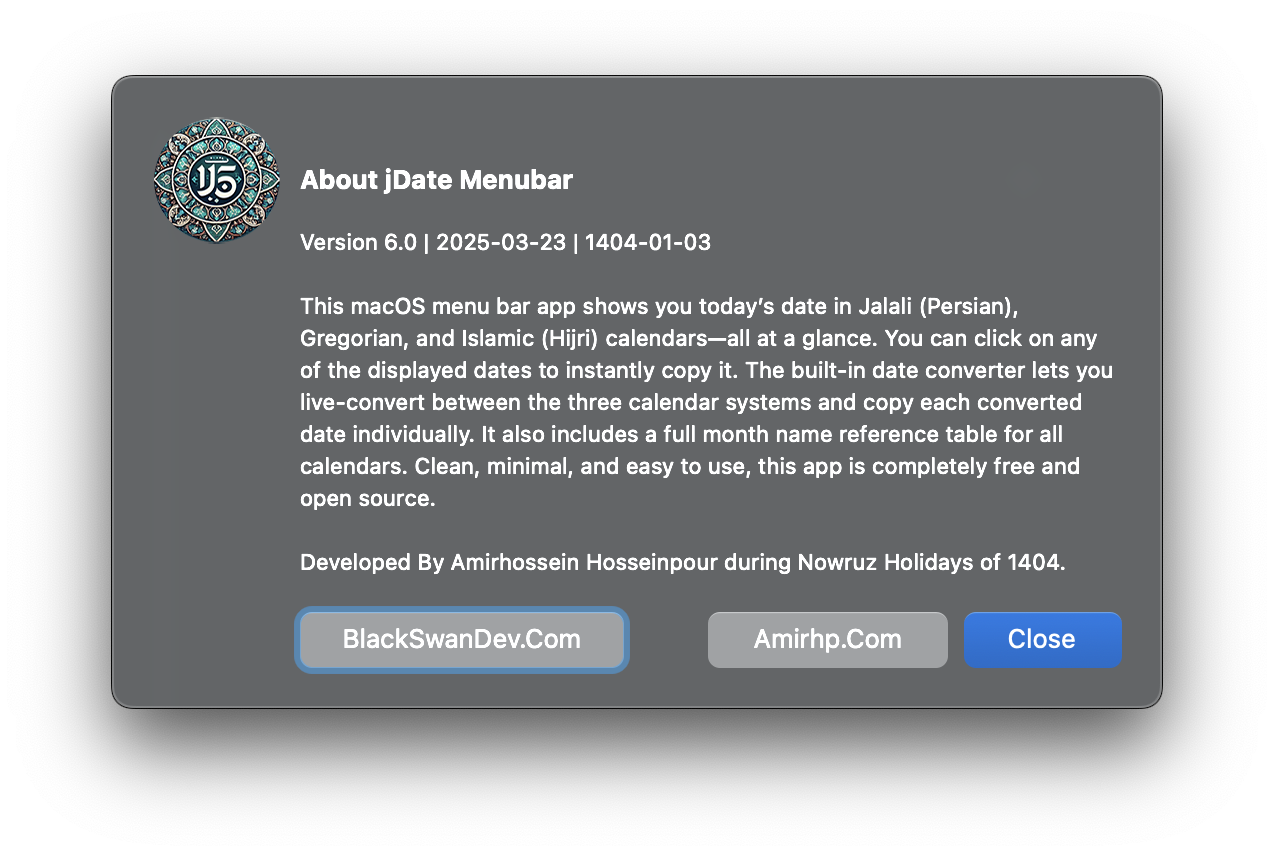 About jDate Menubar
Version 6.0 | 2025-03-23 | 1404-01-03
This macOS menu bar app shows you today’s date in Jalali (Persian),
Gregorian, and Islamic (Hijri) calendars—all at a glance. You can click on any
of the displayed dates to instantly copy it. The built-in date converter lets you
live-convert between the three calendar systems and copy each converted
date individually. It also includes a full month name reference table for all
calendars. Clean, minimal, and easy to use, this app is completely free and
open source.
Developed By Amirhossein Hosseinpour during Nowruz Holidays of 1404.
BlackSwanDev.Com
Amirhp.Com
Close